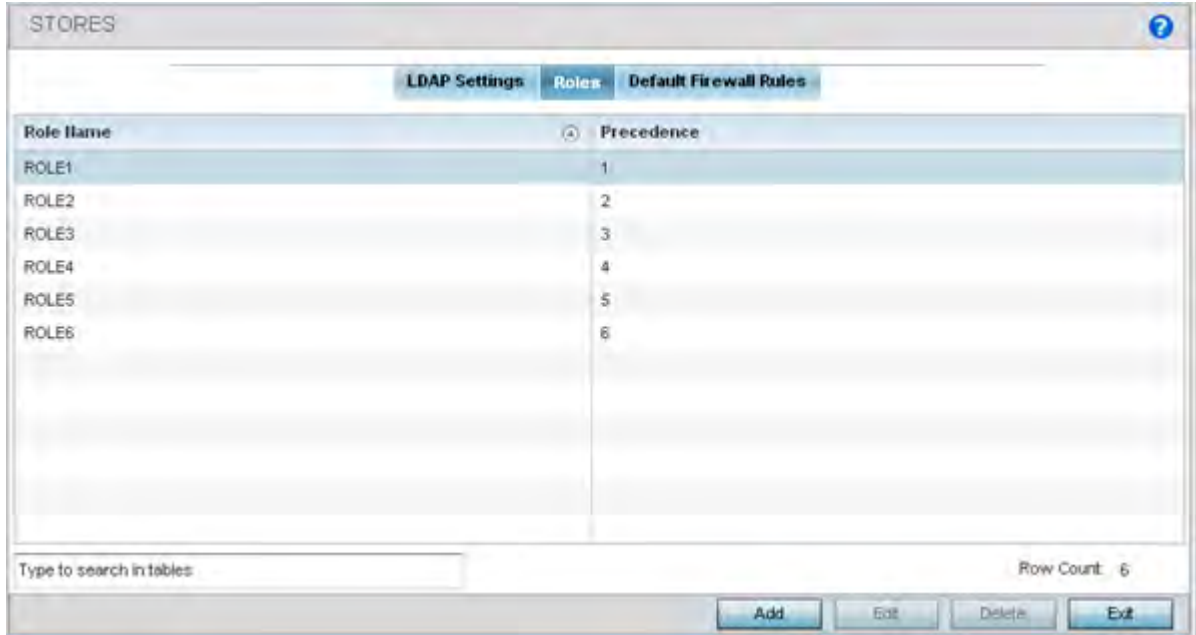 STORES
?
LDAP Settings Roles Default Firewall Rules
Role Name Precedence
ROLE1 1
ROLE2 2
ROLE3 3
ROLE4 4
ROLE5 5
ROLE6 6
Type to search in tables Row Count: 6
Add Edit Delete Exit